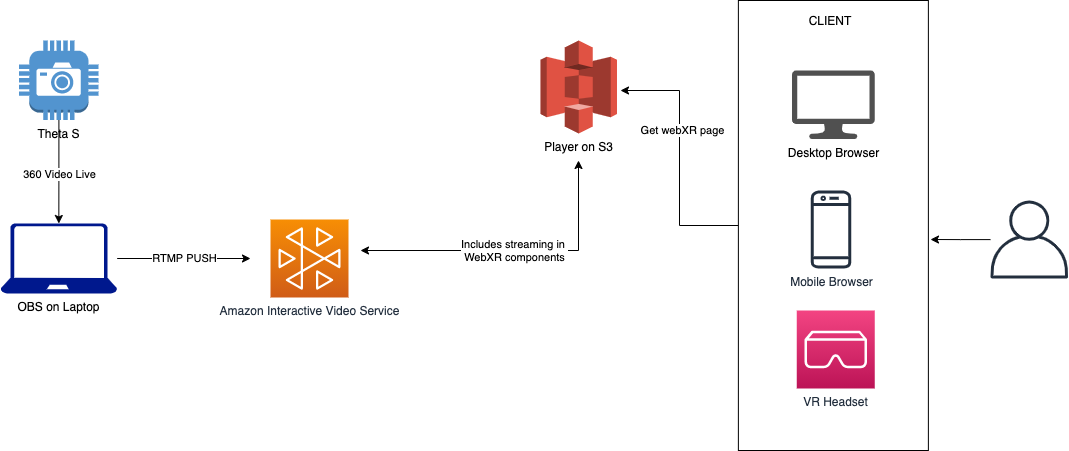 CLIENT
Theta S
360 Video Live
OBS on Laptop
RTMP PUSH
Amazon Interactive Video Service
Includes streaming in
WebXR components
Player on S3
Get webXR page
Desktop Browser
Mobile Browser
VR Headset